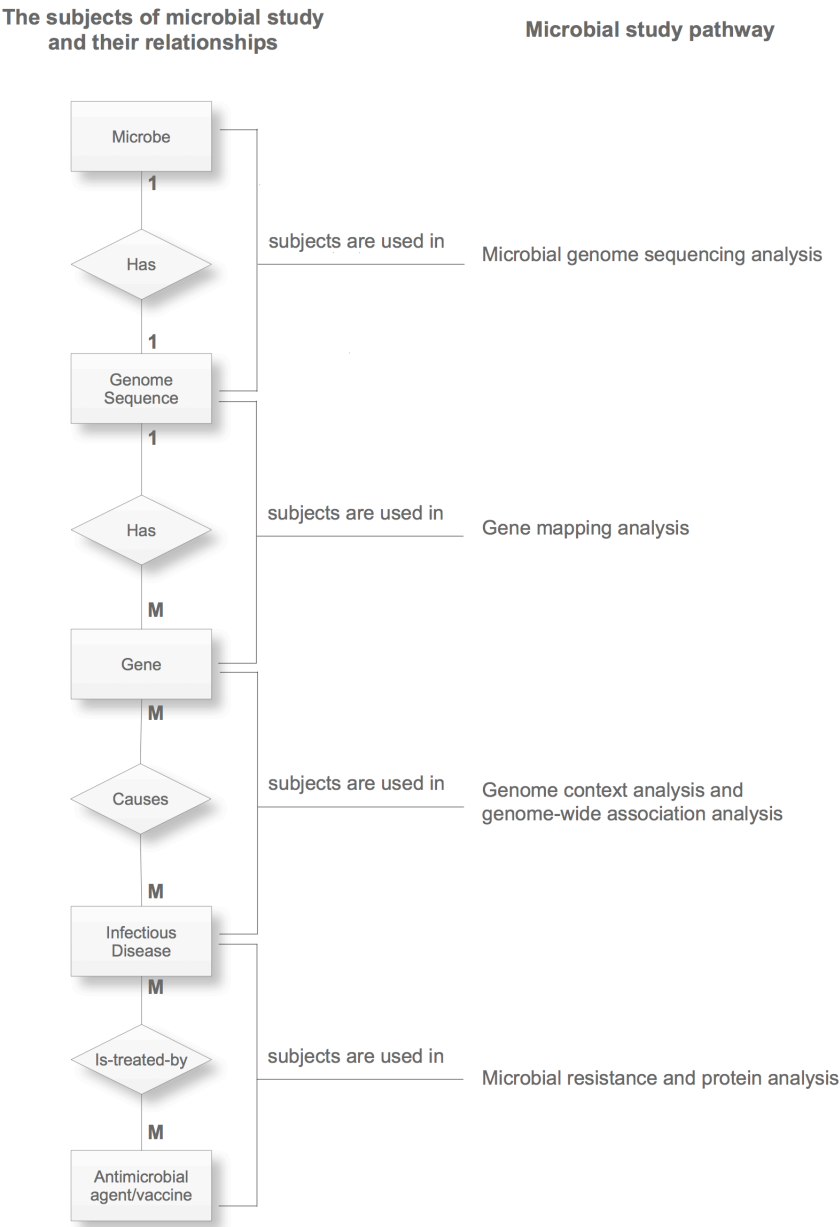 The subjects of microbial study
and their relationships
Microbial study pathway
Microbe
1
Has
subjects are used in
Microbial genome sequencing analysis
1
Genome
Sequence
1
Has
subjects are used in
Gene mapping analysis
M
Gene
M
Causes
subjects are used in
Genome context analysis and
genome-wide association analysis
M
Infectious
Disease
M
Is-treated-by
subjects are used in
Microbial resistance and protein analysis
M
Antimicrobial
agent/vaccine